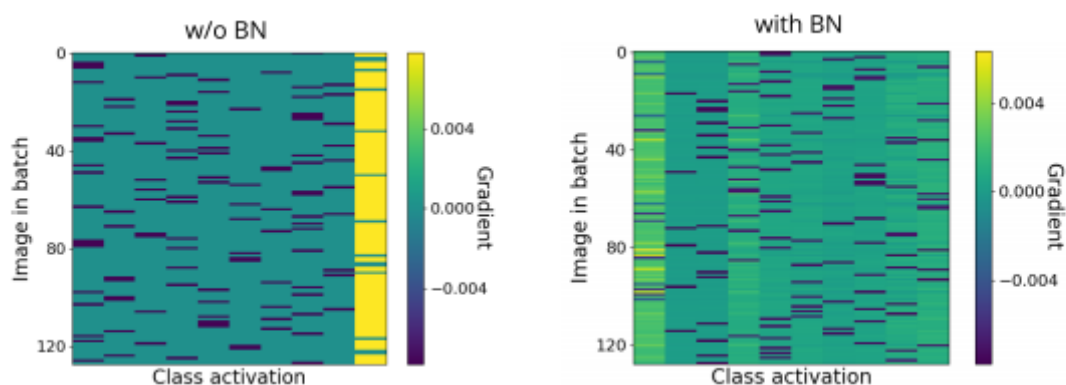 w/o BN
0
40
80
120
Image in batch
Class activation
0.004
0.000
−0.004
Gradient
with BN
0
40
80
120
Image in batch
Class activation
0.004
0.000
−0.004
Gradient